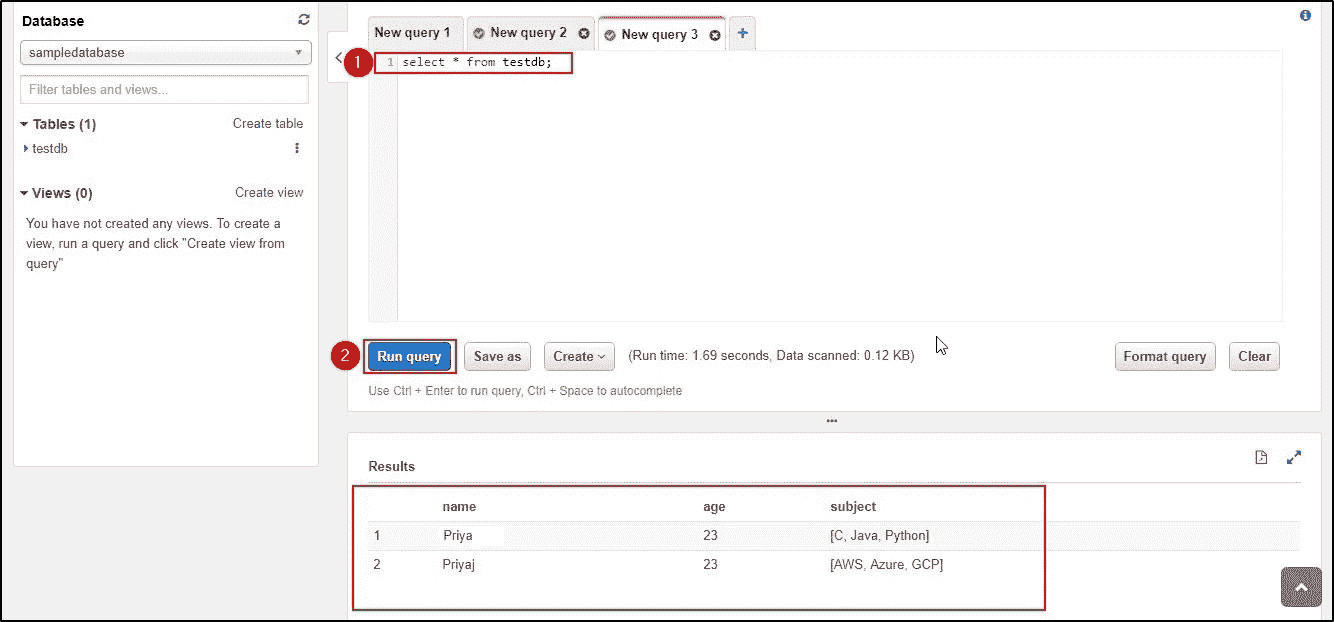 Database
sampledatabase
Filter tables and views...
Tables (1) Create table
testdb
Views (0) Create view
You have not created any views. To create a
view, run a query and click "Create view from
query"
New query 1 New query 2 New query 3
1 1 select * from testdb;
2 Run query Save as Create (Run time: 1.69 seconds, Data scanned: 0.12 KB) Format query Clear
Use Ctrl + Enter to run query, Ctrl + Space to autocomplete
Results
name age subject
1 Priya 23 [C, Java, Python]
2 Priyaj 23 [AWS, Azure, GCP]